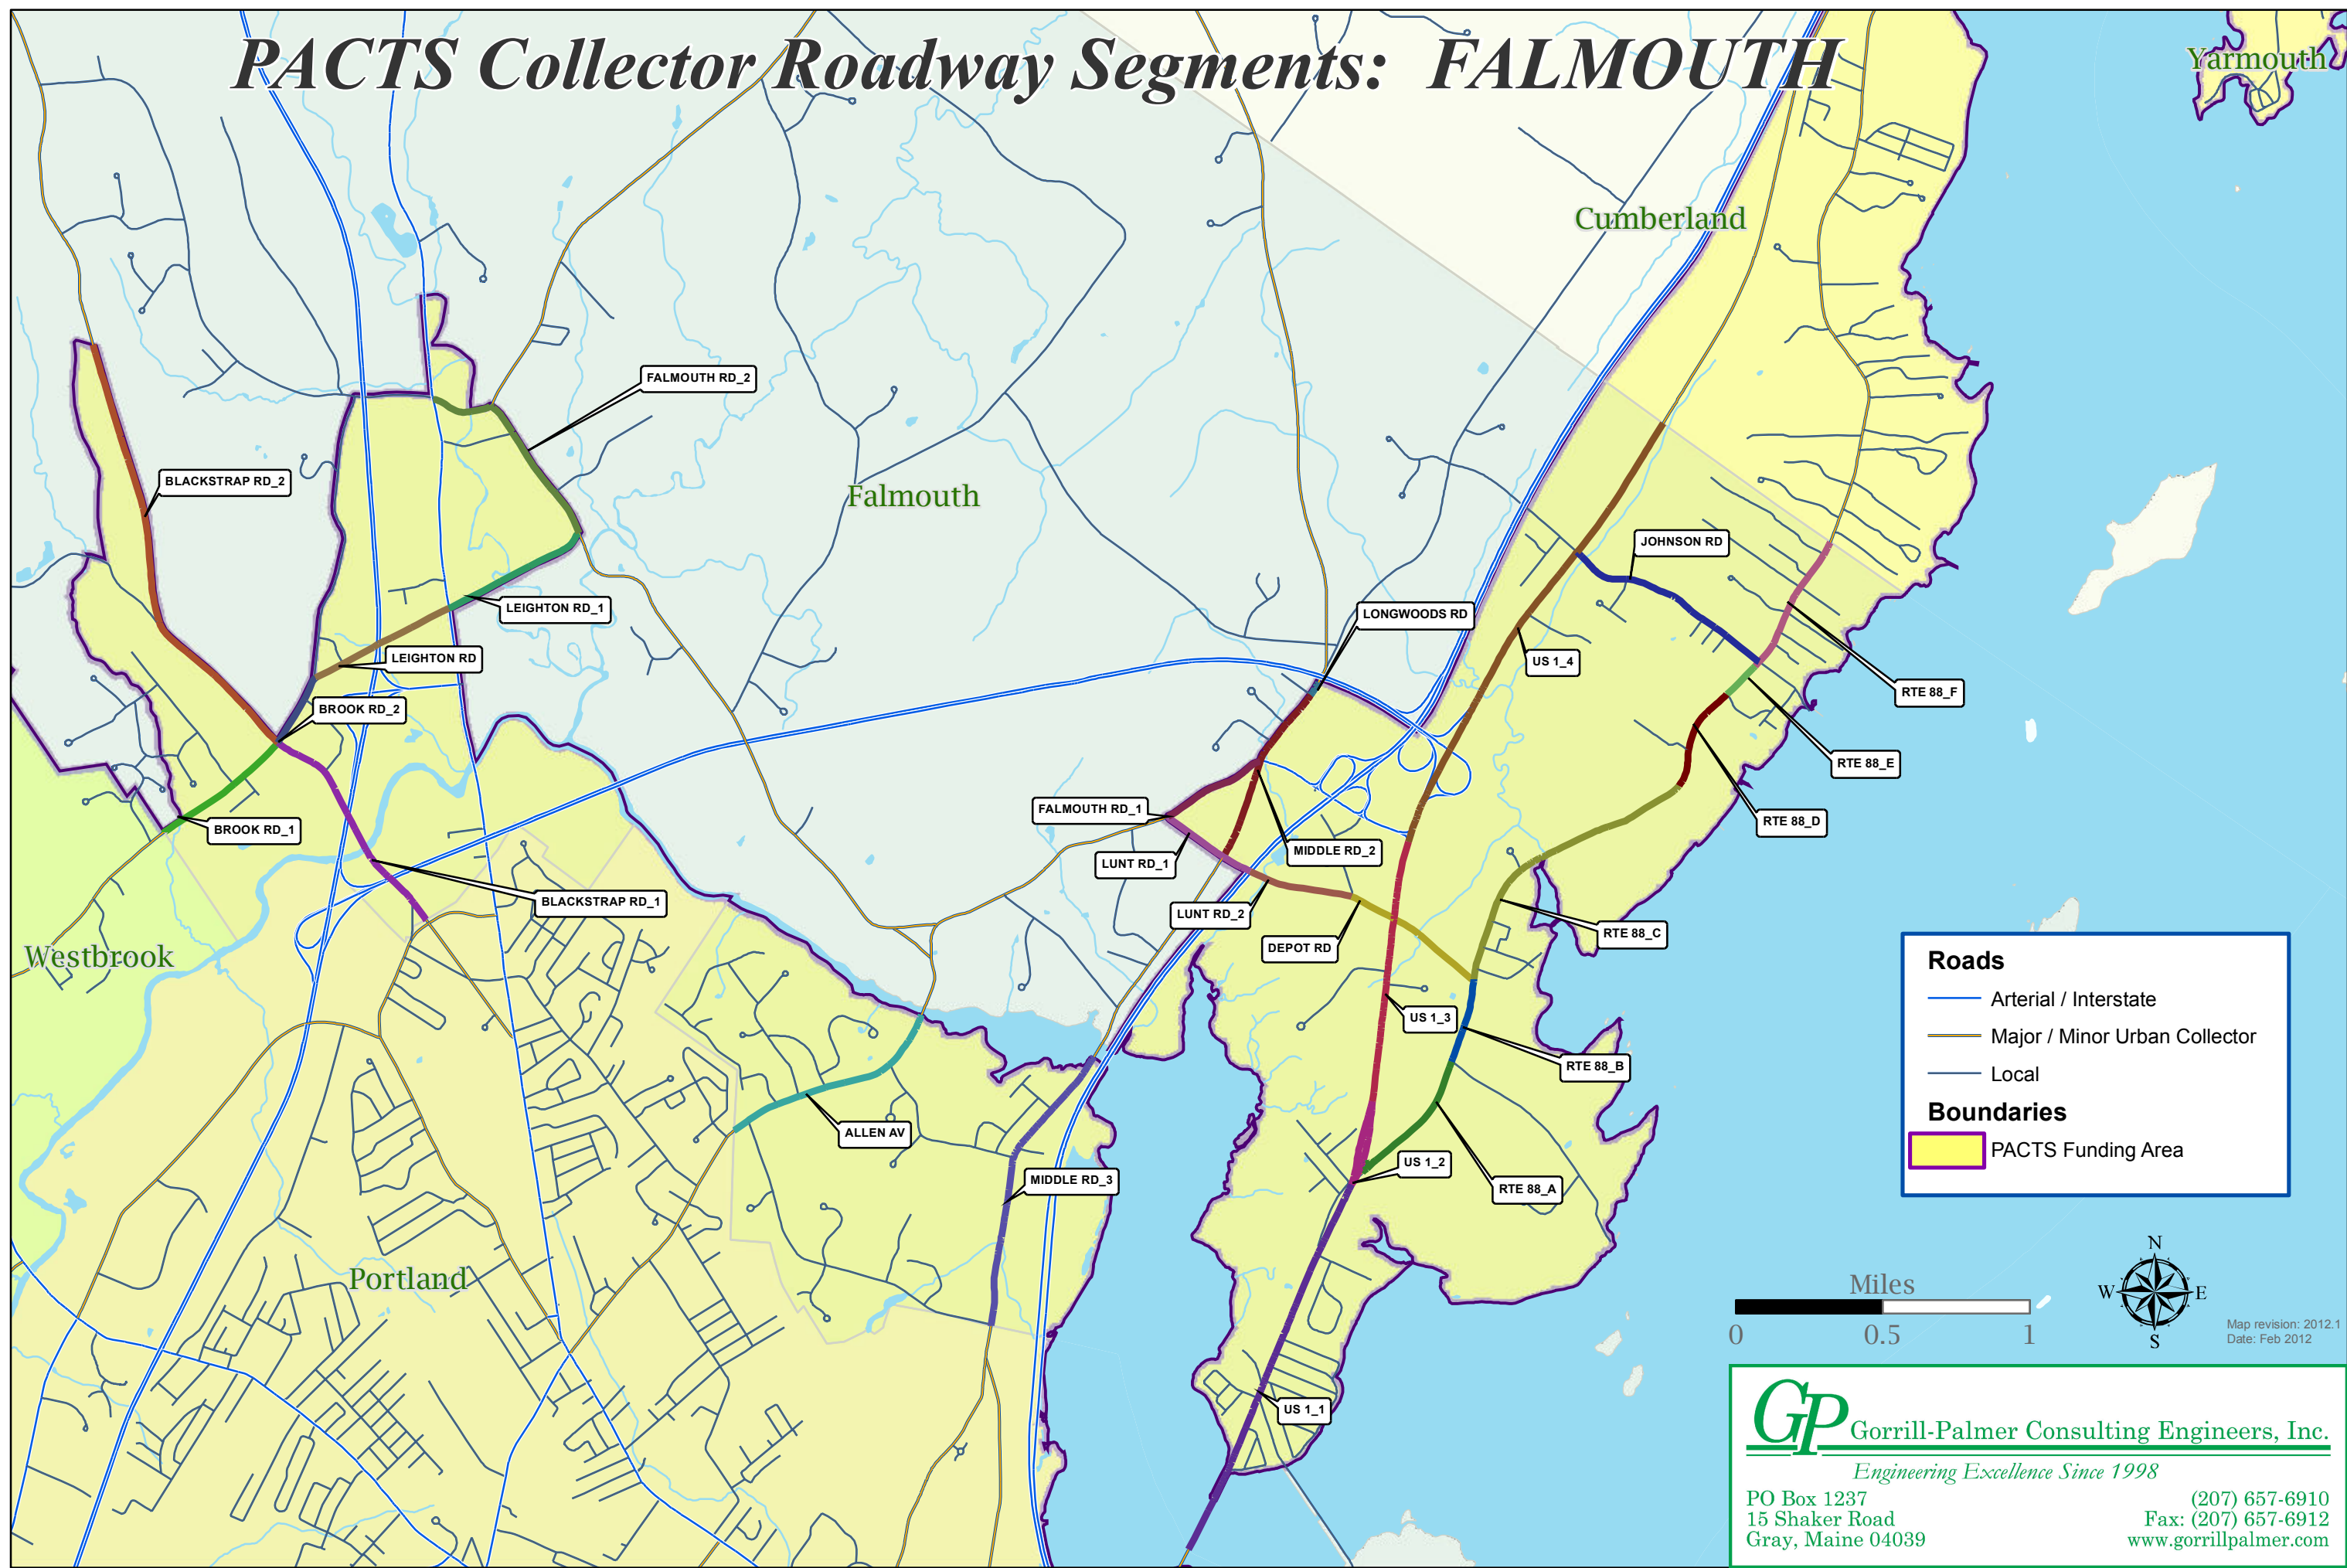 PACTS Collector Roadway Segments: FALMOUTH
Yarmouth
Cumberland
FALMOUTH RD_2
BLACKSTRAP RD_2
Falmouth
JOHNSON RD
LEIGHTON RD_1
LONGWOODS RD
LEIGHTON RD
US 1_4
RTE 88_F
BROOK RD_2
RTE 88_E
FALMOUTH RD_1
RTE 88_D
BROOK RD_1
MIDDLE RD_2
LUNT RD_1
BLACKSTRAP RD_1
LUNT RD_2
RTE 88_C
DEPOT RD
Westbrook
US 1_3
RTE 88_B
ALLEN AV
US 1_2
MIDDLE RD_3
RTE 88_A
Portland
US 1_1
Roads
Arterial / Interstate
Major / Minor Urban Collector
Local
Boundaries
PACTS Funding Area
Miles
0 0.5 1
N
W E
S
Map revision: 2012.1
Date: Feb 2012
GP Gorrill-Palmer Consulting Engineers, Inc.
Engineering Excellence Since 1998
PO Box 1237 (207) 657-6910
15 Shaker Road Fax: (207) 657-6912
Gray, Maine 04039 www.gorrillpalmer.com